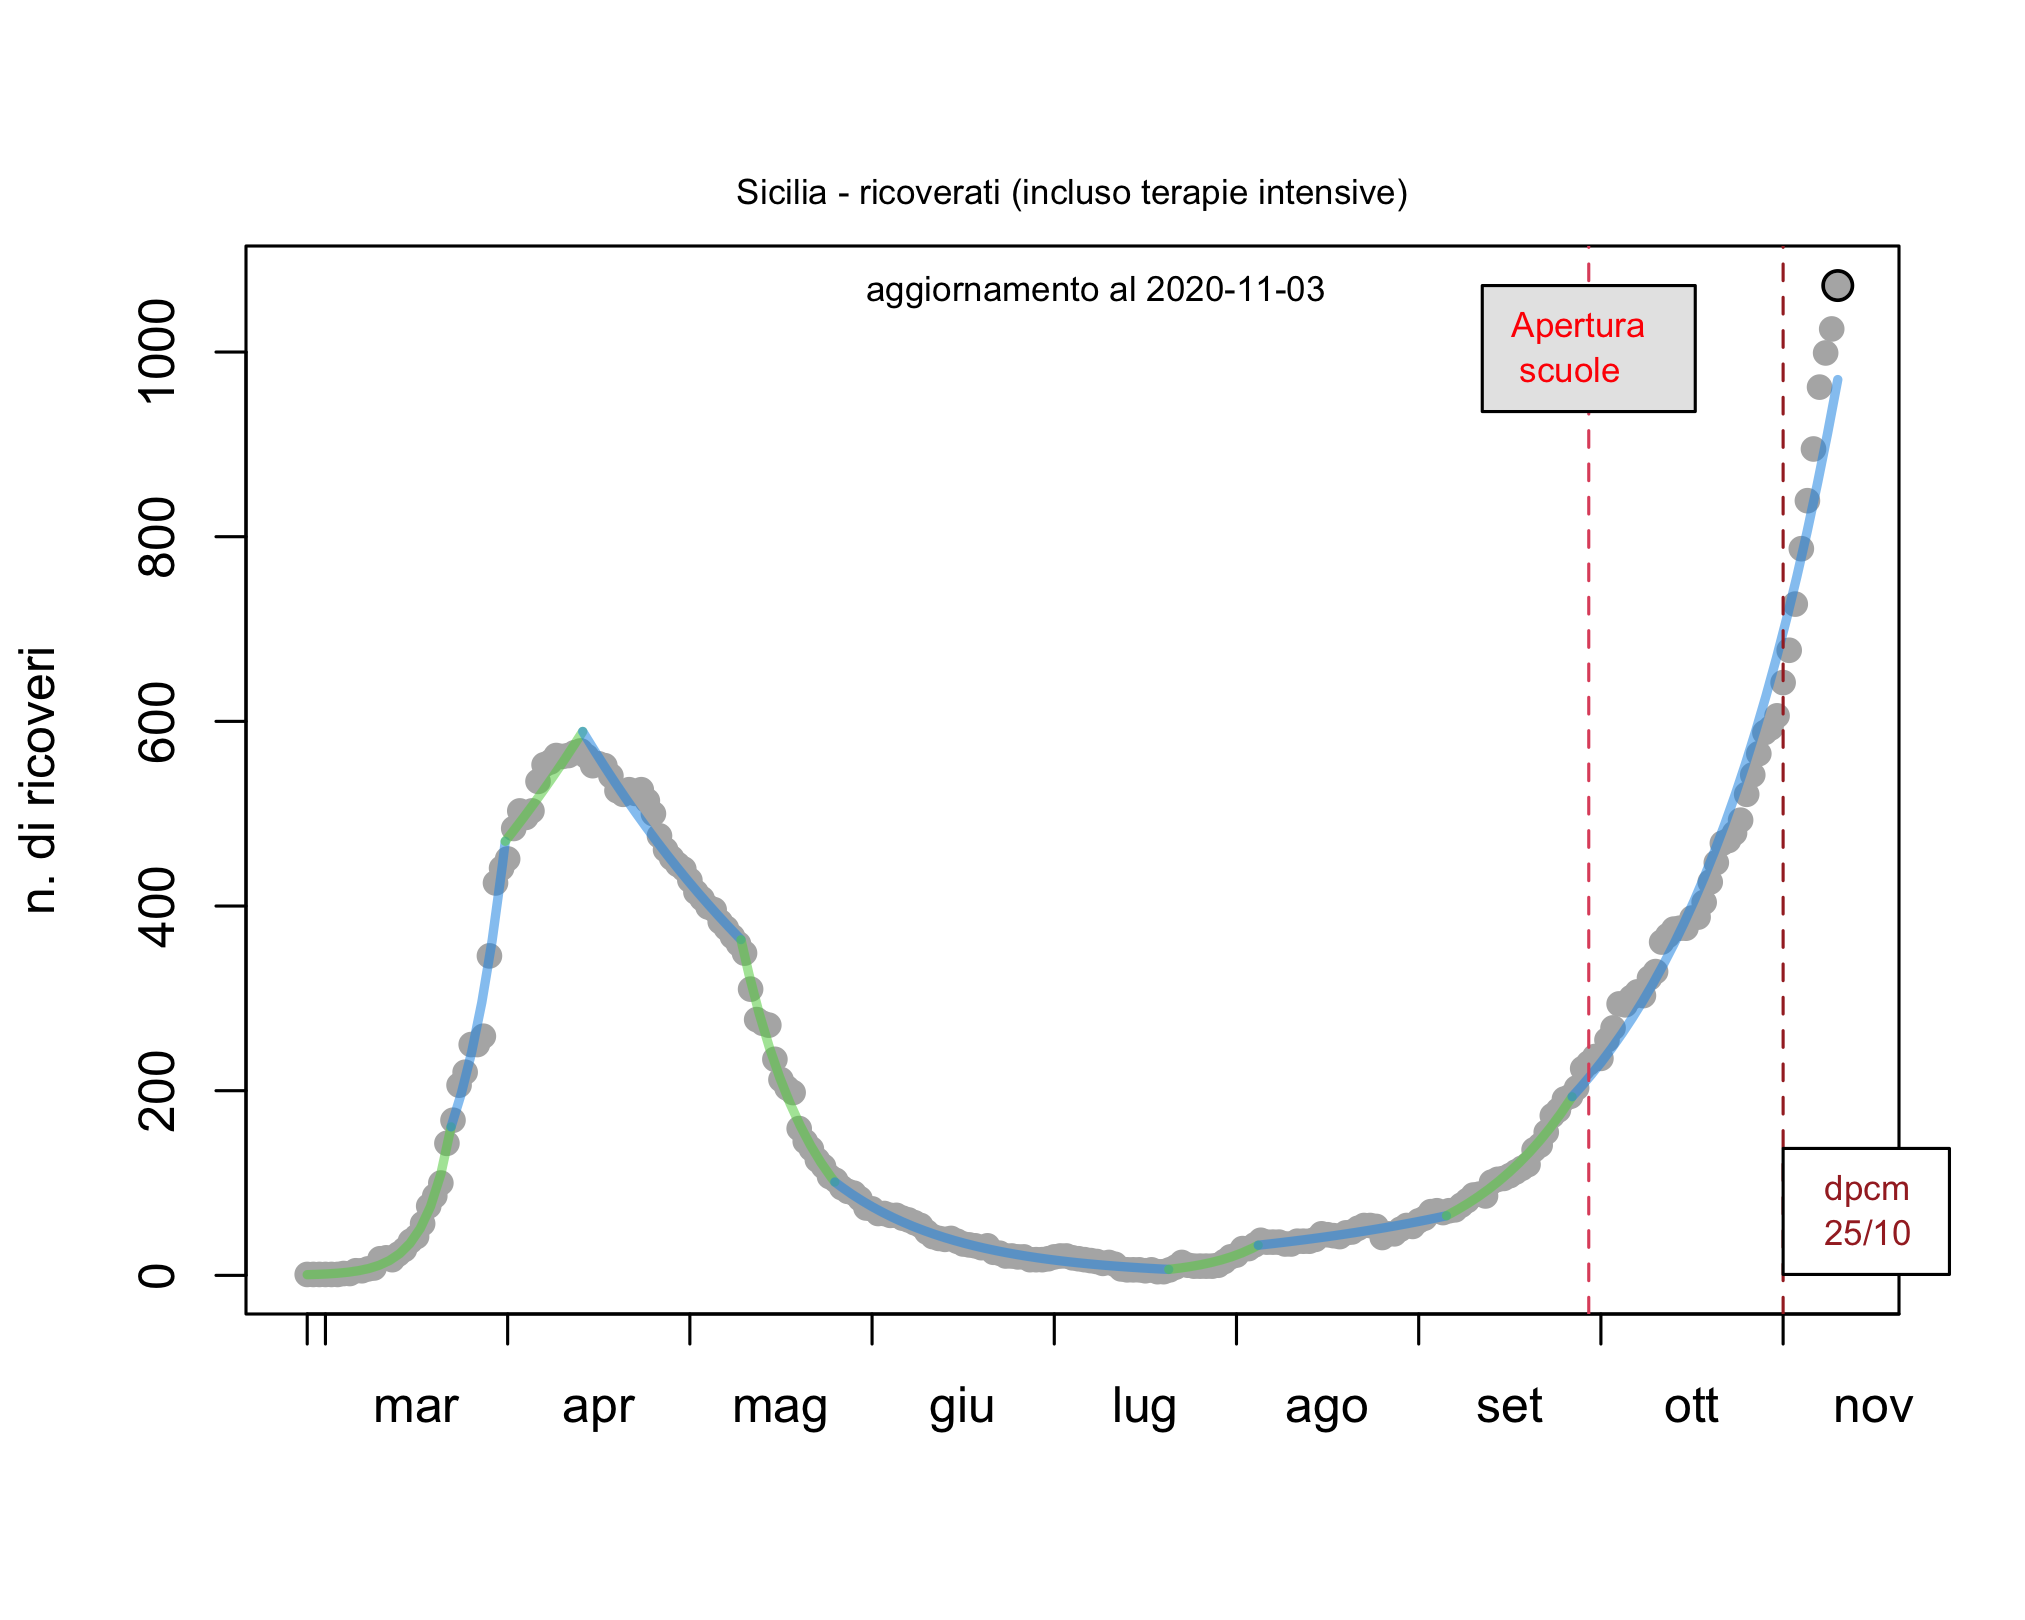 Sicilia - ricoverati (incluso terapie intensive)
aggiornamento al 2020-11-03
Apertura
scuole
n. di ricoveri
1000
800
600
400
200
0
dpcm
25/10
mar apr mag giu lug ago set ott nov